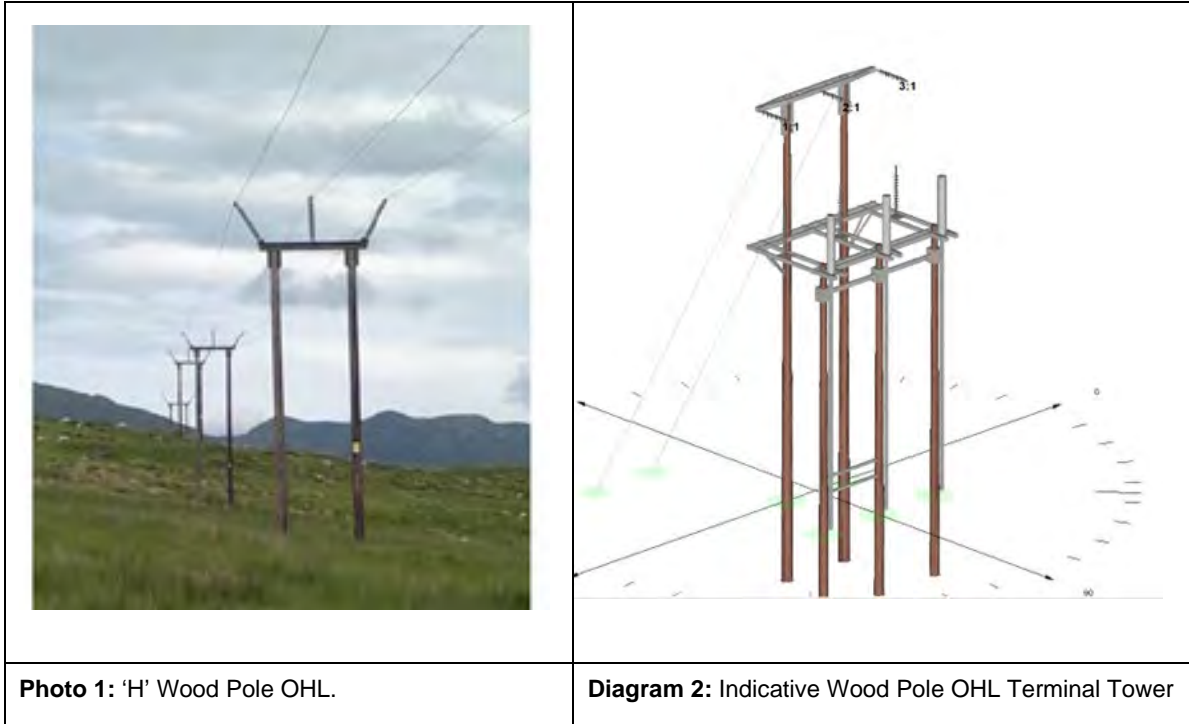 3:1
2:1
1:1
0
90
Photo 1: ‘H’ Wood Pole OHL.
Diagram 2: Indicative Wood Pole OHL Terminal Tower